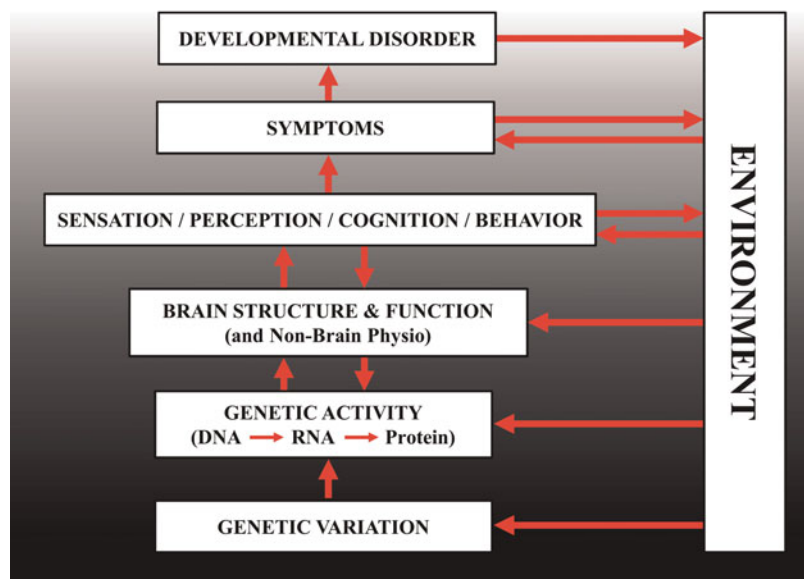 DEVELOPMENTAL DISORDER
SYMPTOMS
SENSATION / PERCEPTION / COGNITION / BEHAVIOR
BRAIN STRUCTURE & FUNCTION
(and Non-Brain Physio)
GENETIC ACTIVITY
(DNA → RNA → Protein)
GENETIC VARIATION
ENVIRONMENT